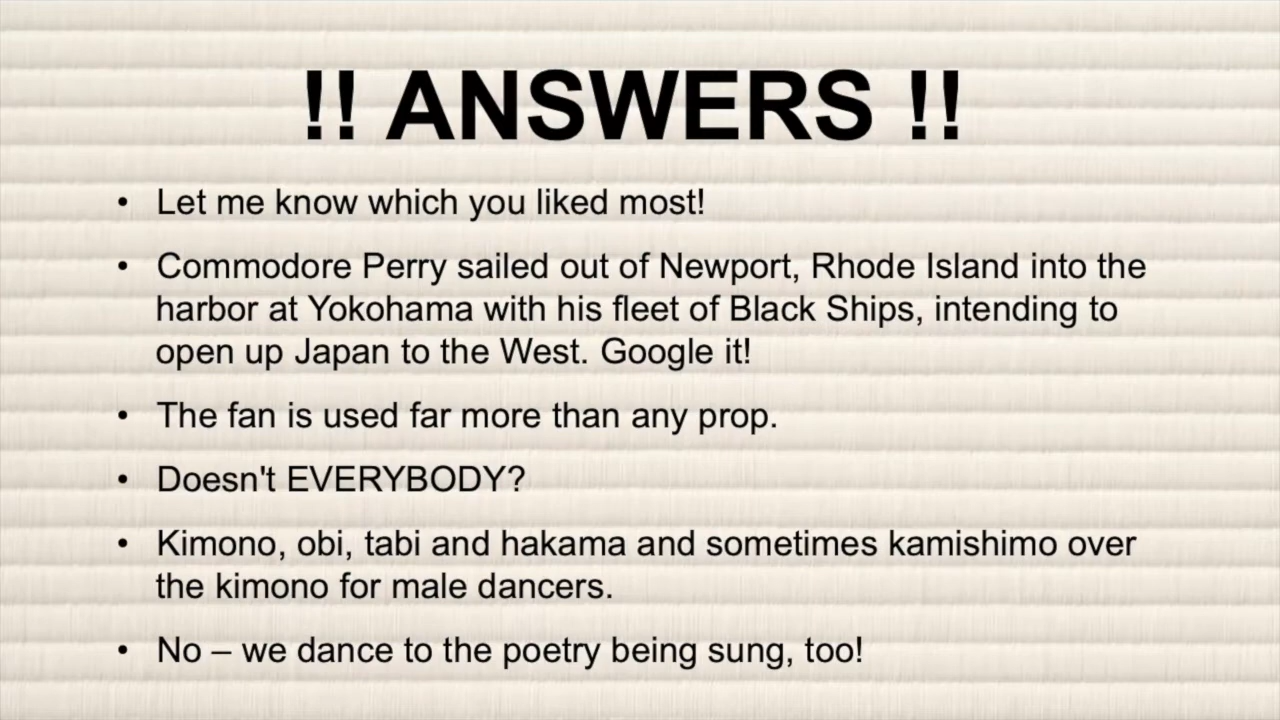 !! ANSWERS !!
• Let me know which you liked most!
• Commodore Perry sailed out of Newport, Rhode Island into the
harbor at Yokohama with his fleet of Black Ships, intending to
open up Japan to the West. Google it!
• The fan is used far more than any prop.
• Doesn't EVERYBODY?
• Kimono, obi, tabi and hakama and sometimes kamishimo over
the kimono for male dancers.
• No – we dance to the poetry being sung, too!